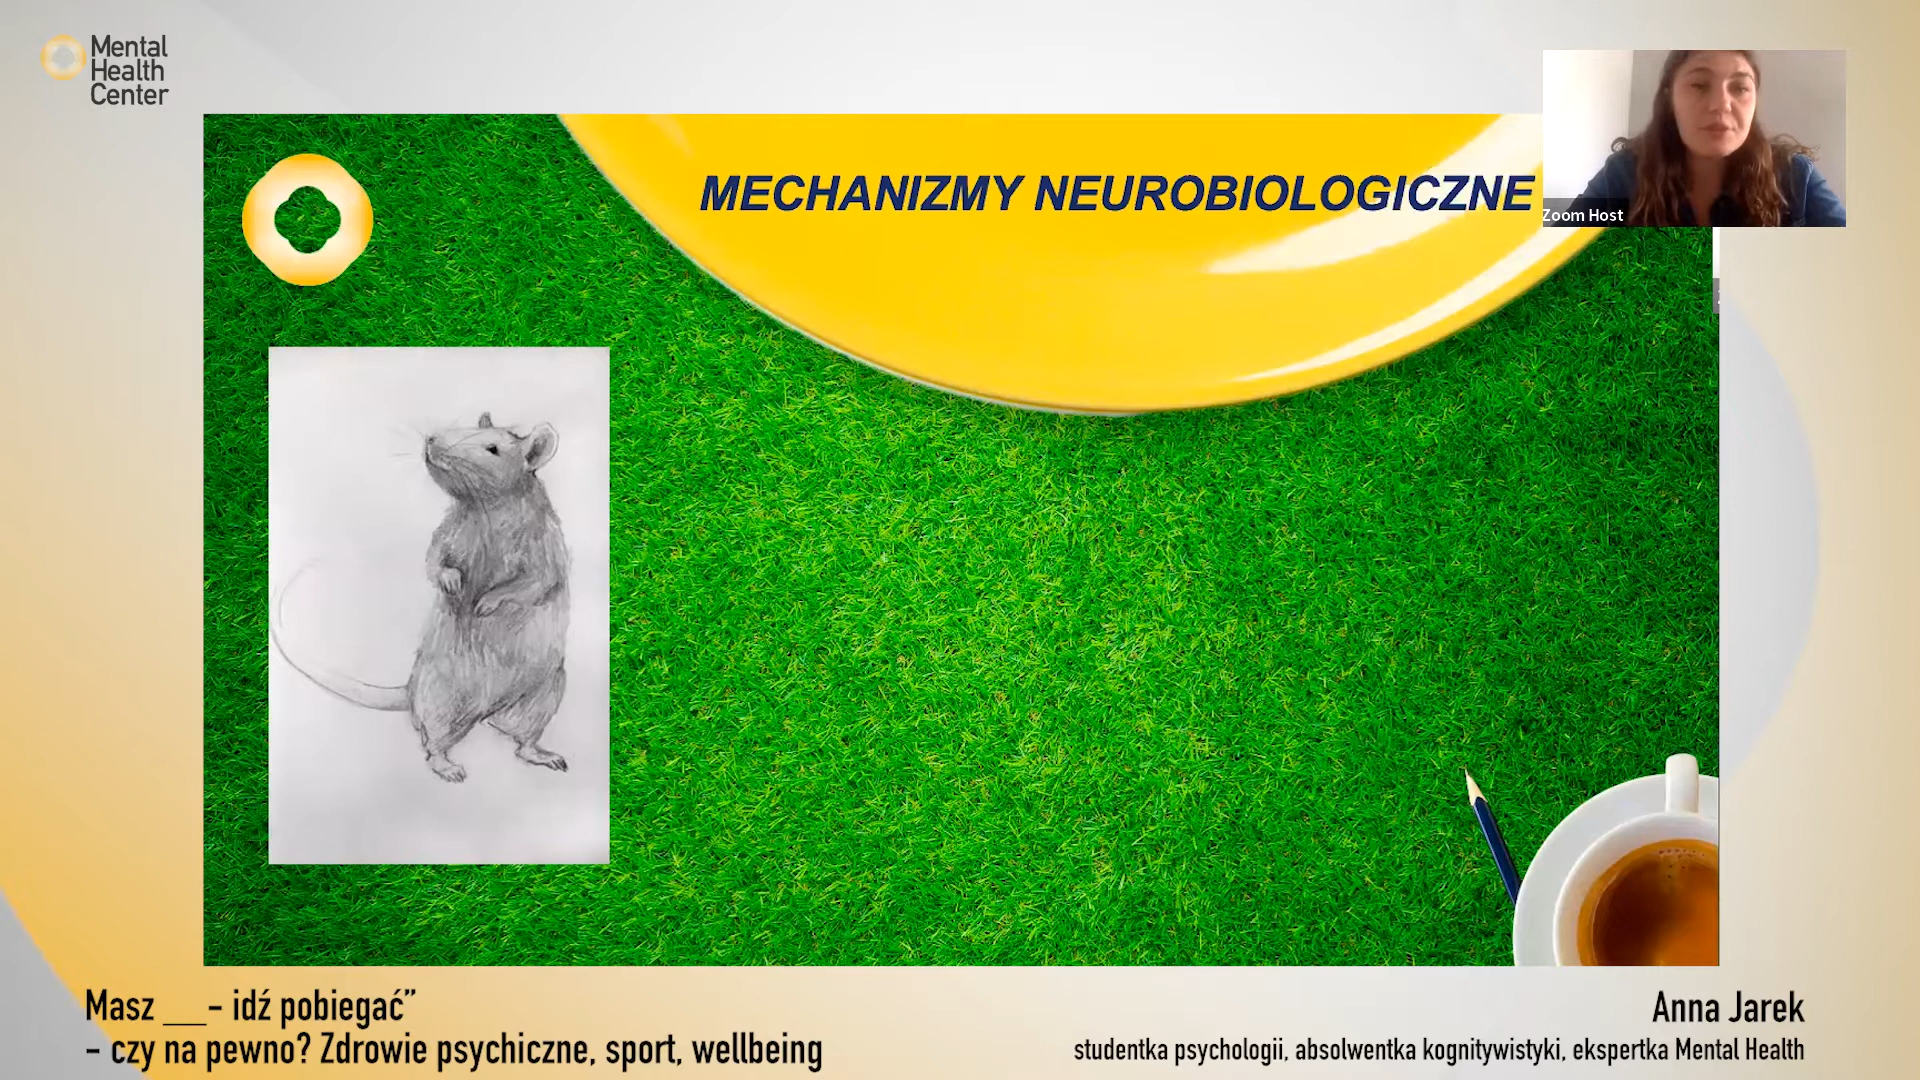 Mental
Health
Center
MECHANIZMY NEUROBIOLOGICZNE
Zoom Host
Masz __- idź pobiegać”
- czy na pewno? Zdrowie psychiczne, sport, wellbeing
Anna Jarek
studentka psychologii, absolwentka kognitywistyki, ekspertka Mental Health